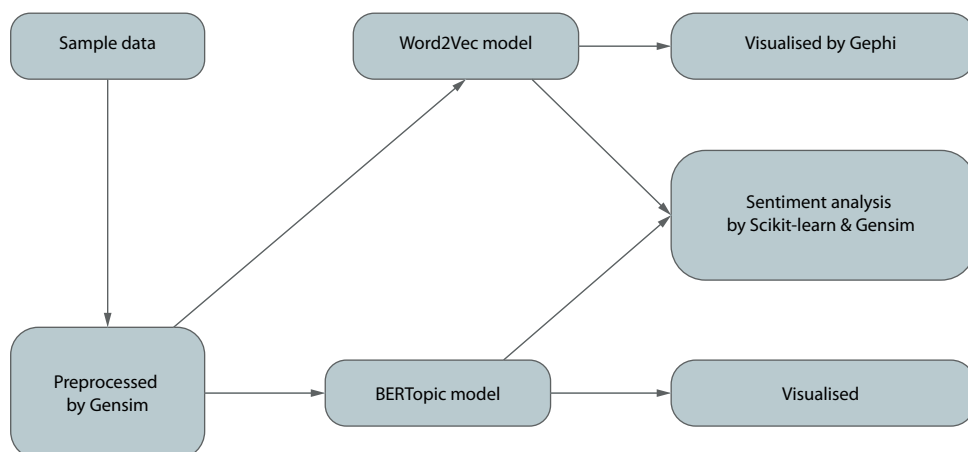 Sample data
Word2Vec model
Visualised by Gephi
Sentiment analysis
by Scikit-learn & Gensim
Preprocessed
by Gensim
BERTopic model
Visualised